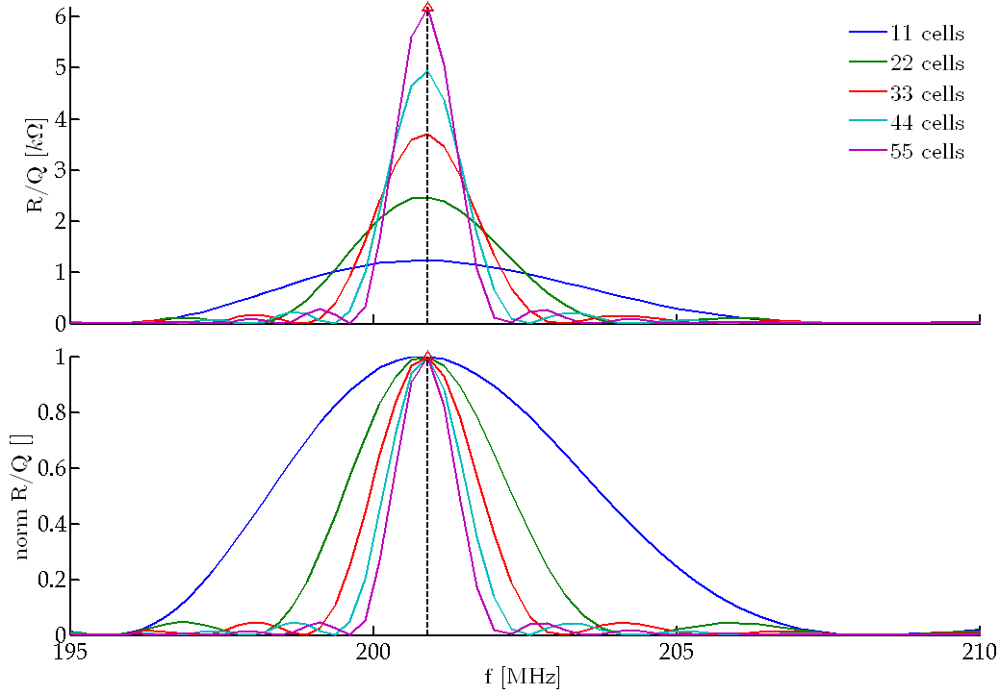 6
5
4
3
2
1
0
R/Q [kΩ]
11 cells
22 cells
33 cells
44 cells
55 cells
1
0.8
0.6
0.4
0.2
0
norm R/Q []
195
200
205
210
f [MHz]